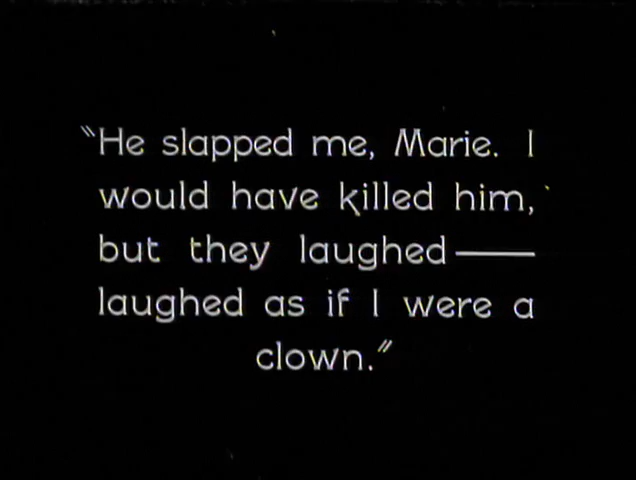 "He slapped me, Marie. I
would have killed him,
but they laughed——
laughed as if I were a
clown."